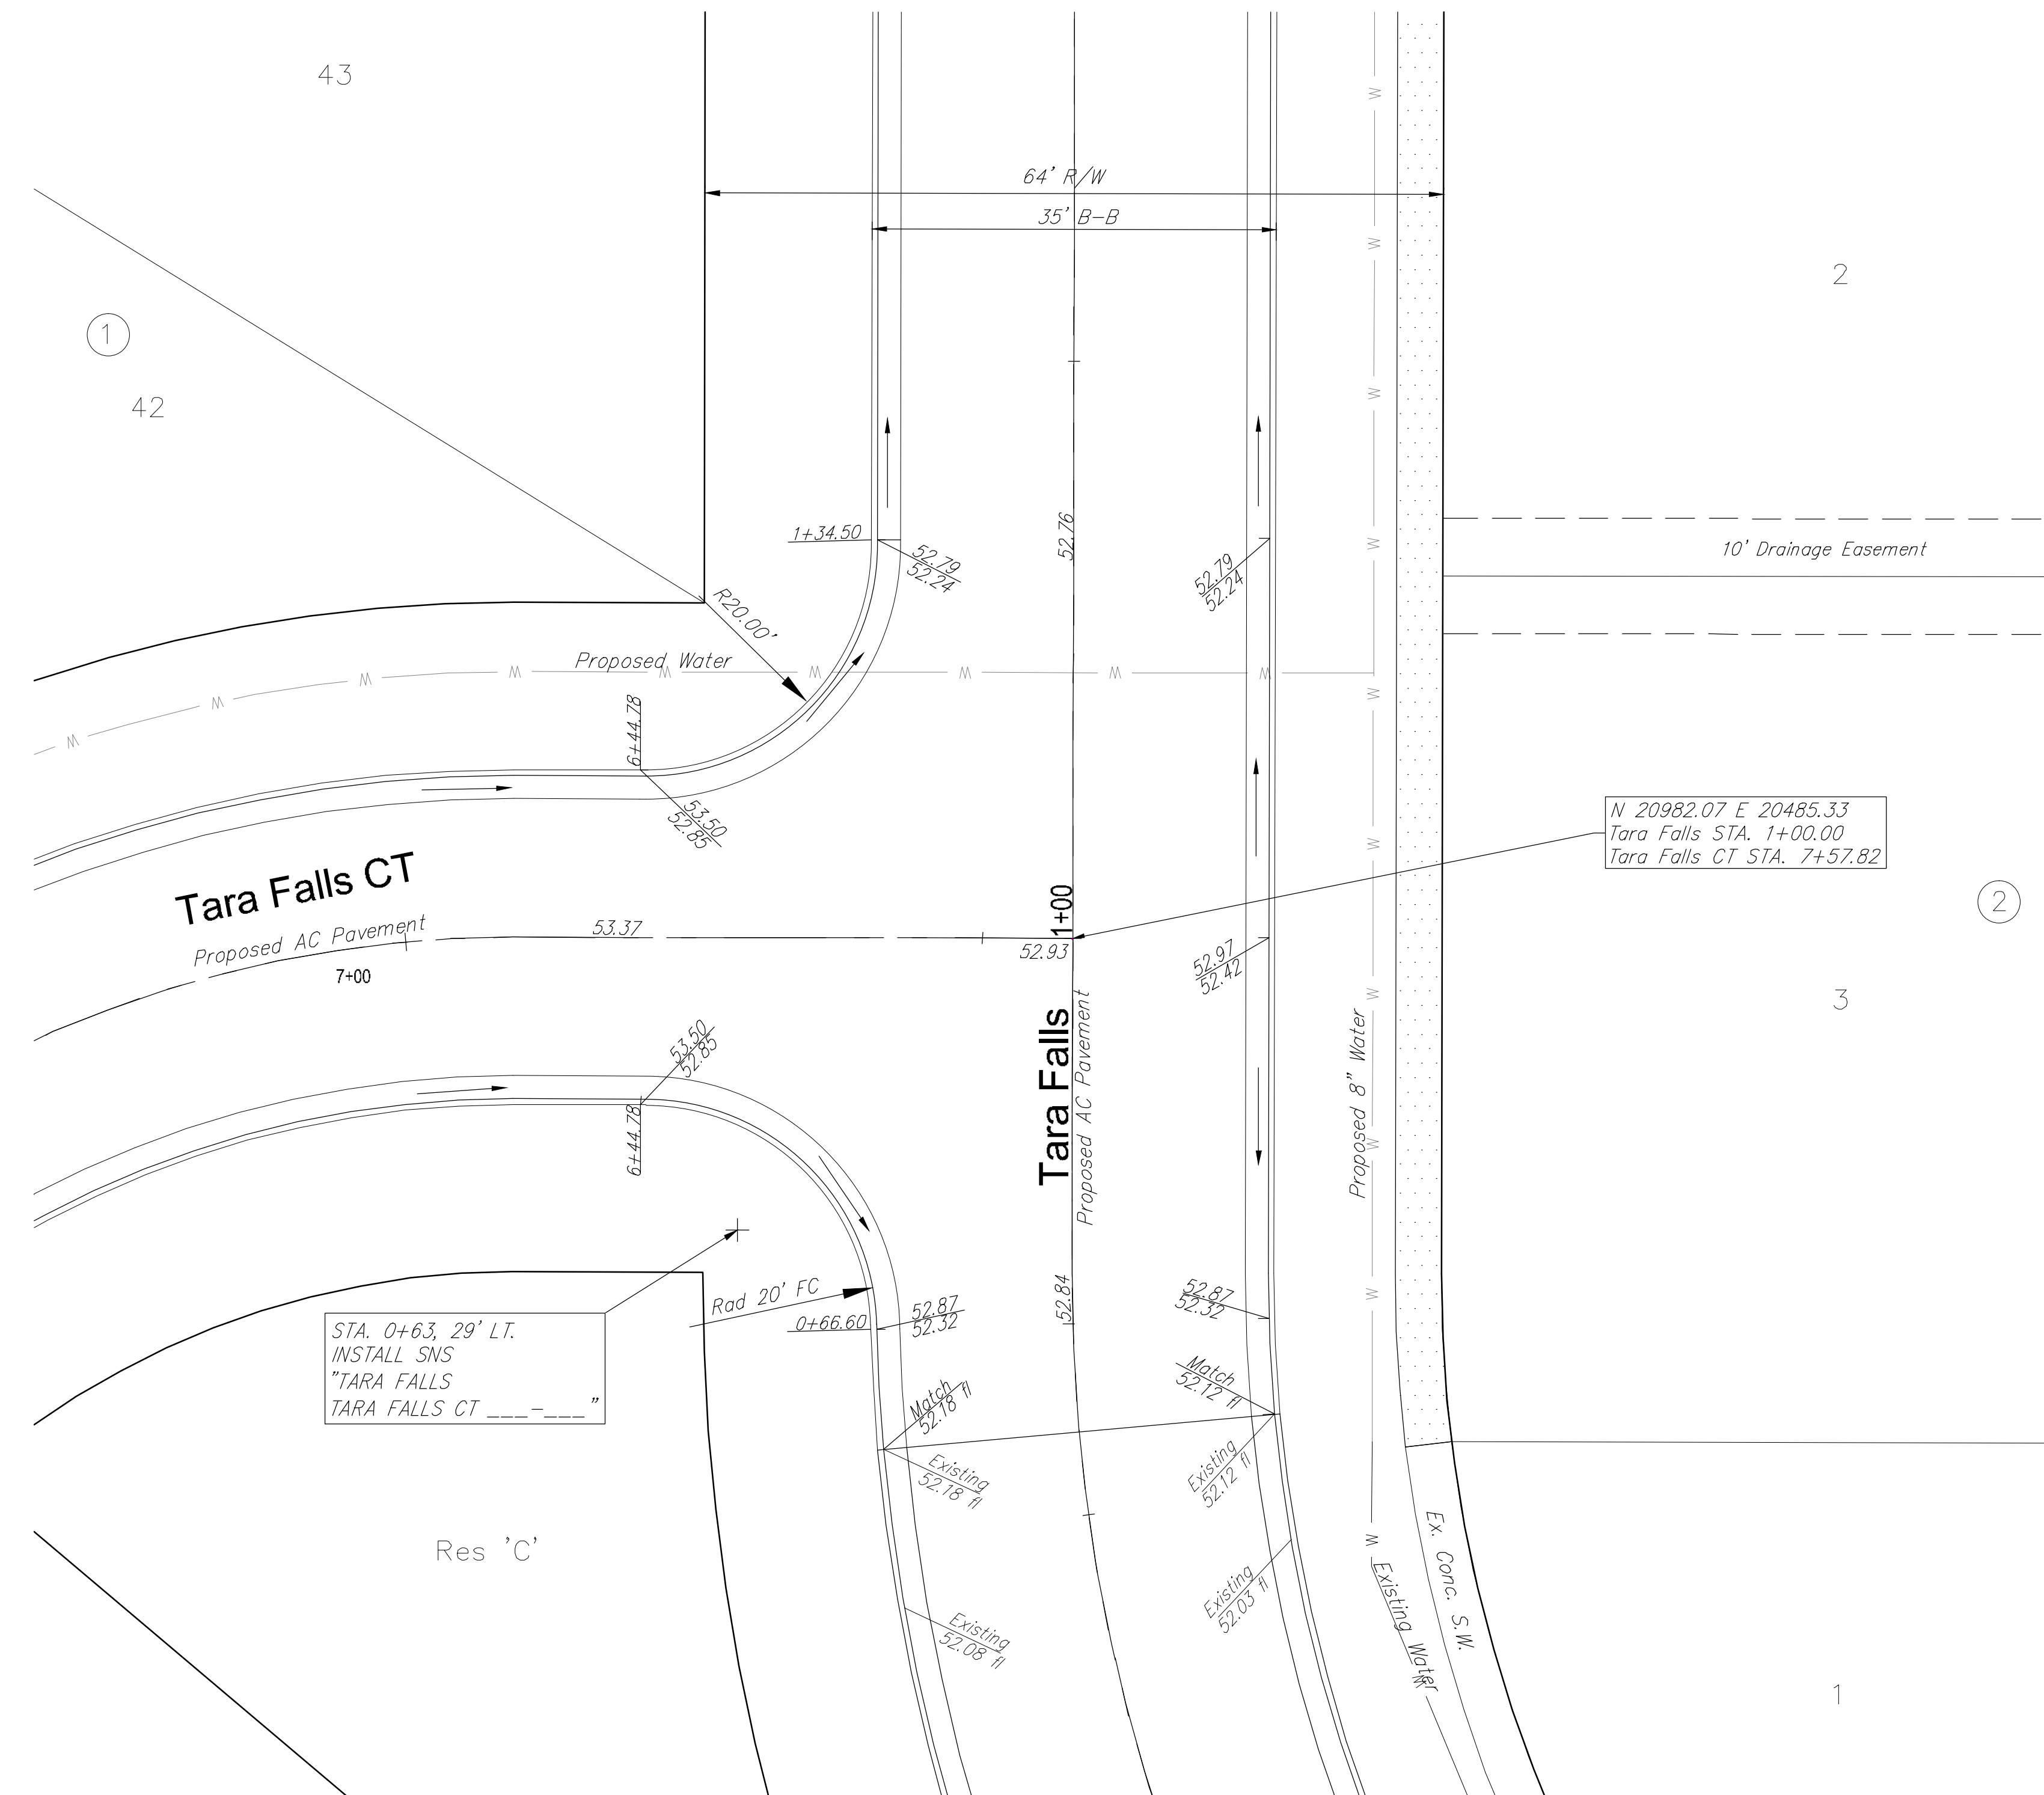 43
64' R/W
35' B-B
2
1
42
1+34.50
52.79
52.24
52.76
52.79
52.24
10' Drainage Easement
R20.00'
Proposed Water
W W W W W W W W W
6+44.78
53.50
52.85
N 20982.07 E 20485.33
Tara Falls STA. 1+00.00
Tara Falls CT STA. 7+57.82
Tara Falls CT
Proposed AC Pavement
7+00
53.37
52.93
1+00
52.97
52.42
2
3
Tara Falls
Proposed AC Pavement
Proposed 8" Water
W W W W W W W W W W
53.50
52.85
6+44.78
Rad 20' FC
0+66.60
52.87
52.32
52.84
52.87
52.32
STA. 0+63, 29' LT.
INSTALL SNS
"TARA FALLS
TARA FALLS CT ___-___"
Match
52.18 fl
Match
52.12 fl
Existing
52.18 fl
Existing
52.12 fl
Res 'C'
Existing
52.08 fl
Existing
52.03 fl
Ex. Conc. S.W.
Existing Water
W
W
1